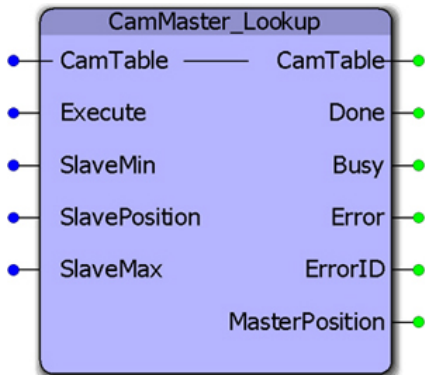 CamMaster_Lookup
CamTable CamTable
Execute Done
SlaveMin Busy
SlavePosition Error
SlaveMax ErrorID
MasterPosition